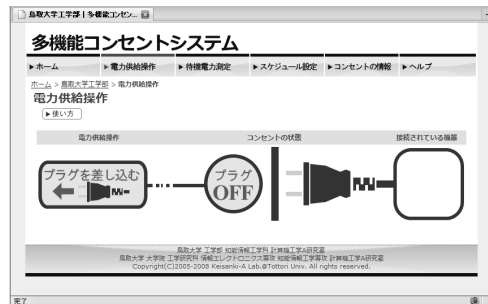 鳥取大学工学部 | 多機能コンセン...
多機能コンセントシステム
▶ホーム ▶電力供給操作 ▶待機電力測定 ▶スケジュール設定 ▶コンセントの情報 ▶ヘルプ
ホーム > 鳥取大学工学部 > 電力供給操作
電力供給操作
▶使い方
電力供給操作 コンセントの状態 接続されている機器
プラグを差し込む
プラグ
OFF
鳥取大学 工学部 知能情報工学科 計算機工学A研究室
鳥取大学 大学院 工学研究科 情報エレクトロニクス専攻 知能情報工学専攻 計算機工学A研究室
Copyright(C)2005-2008 Keisanki-A Lab.@Tottori Univ. All rights reserved.
完了